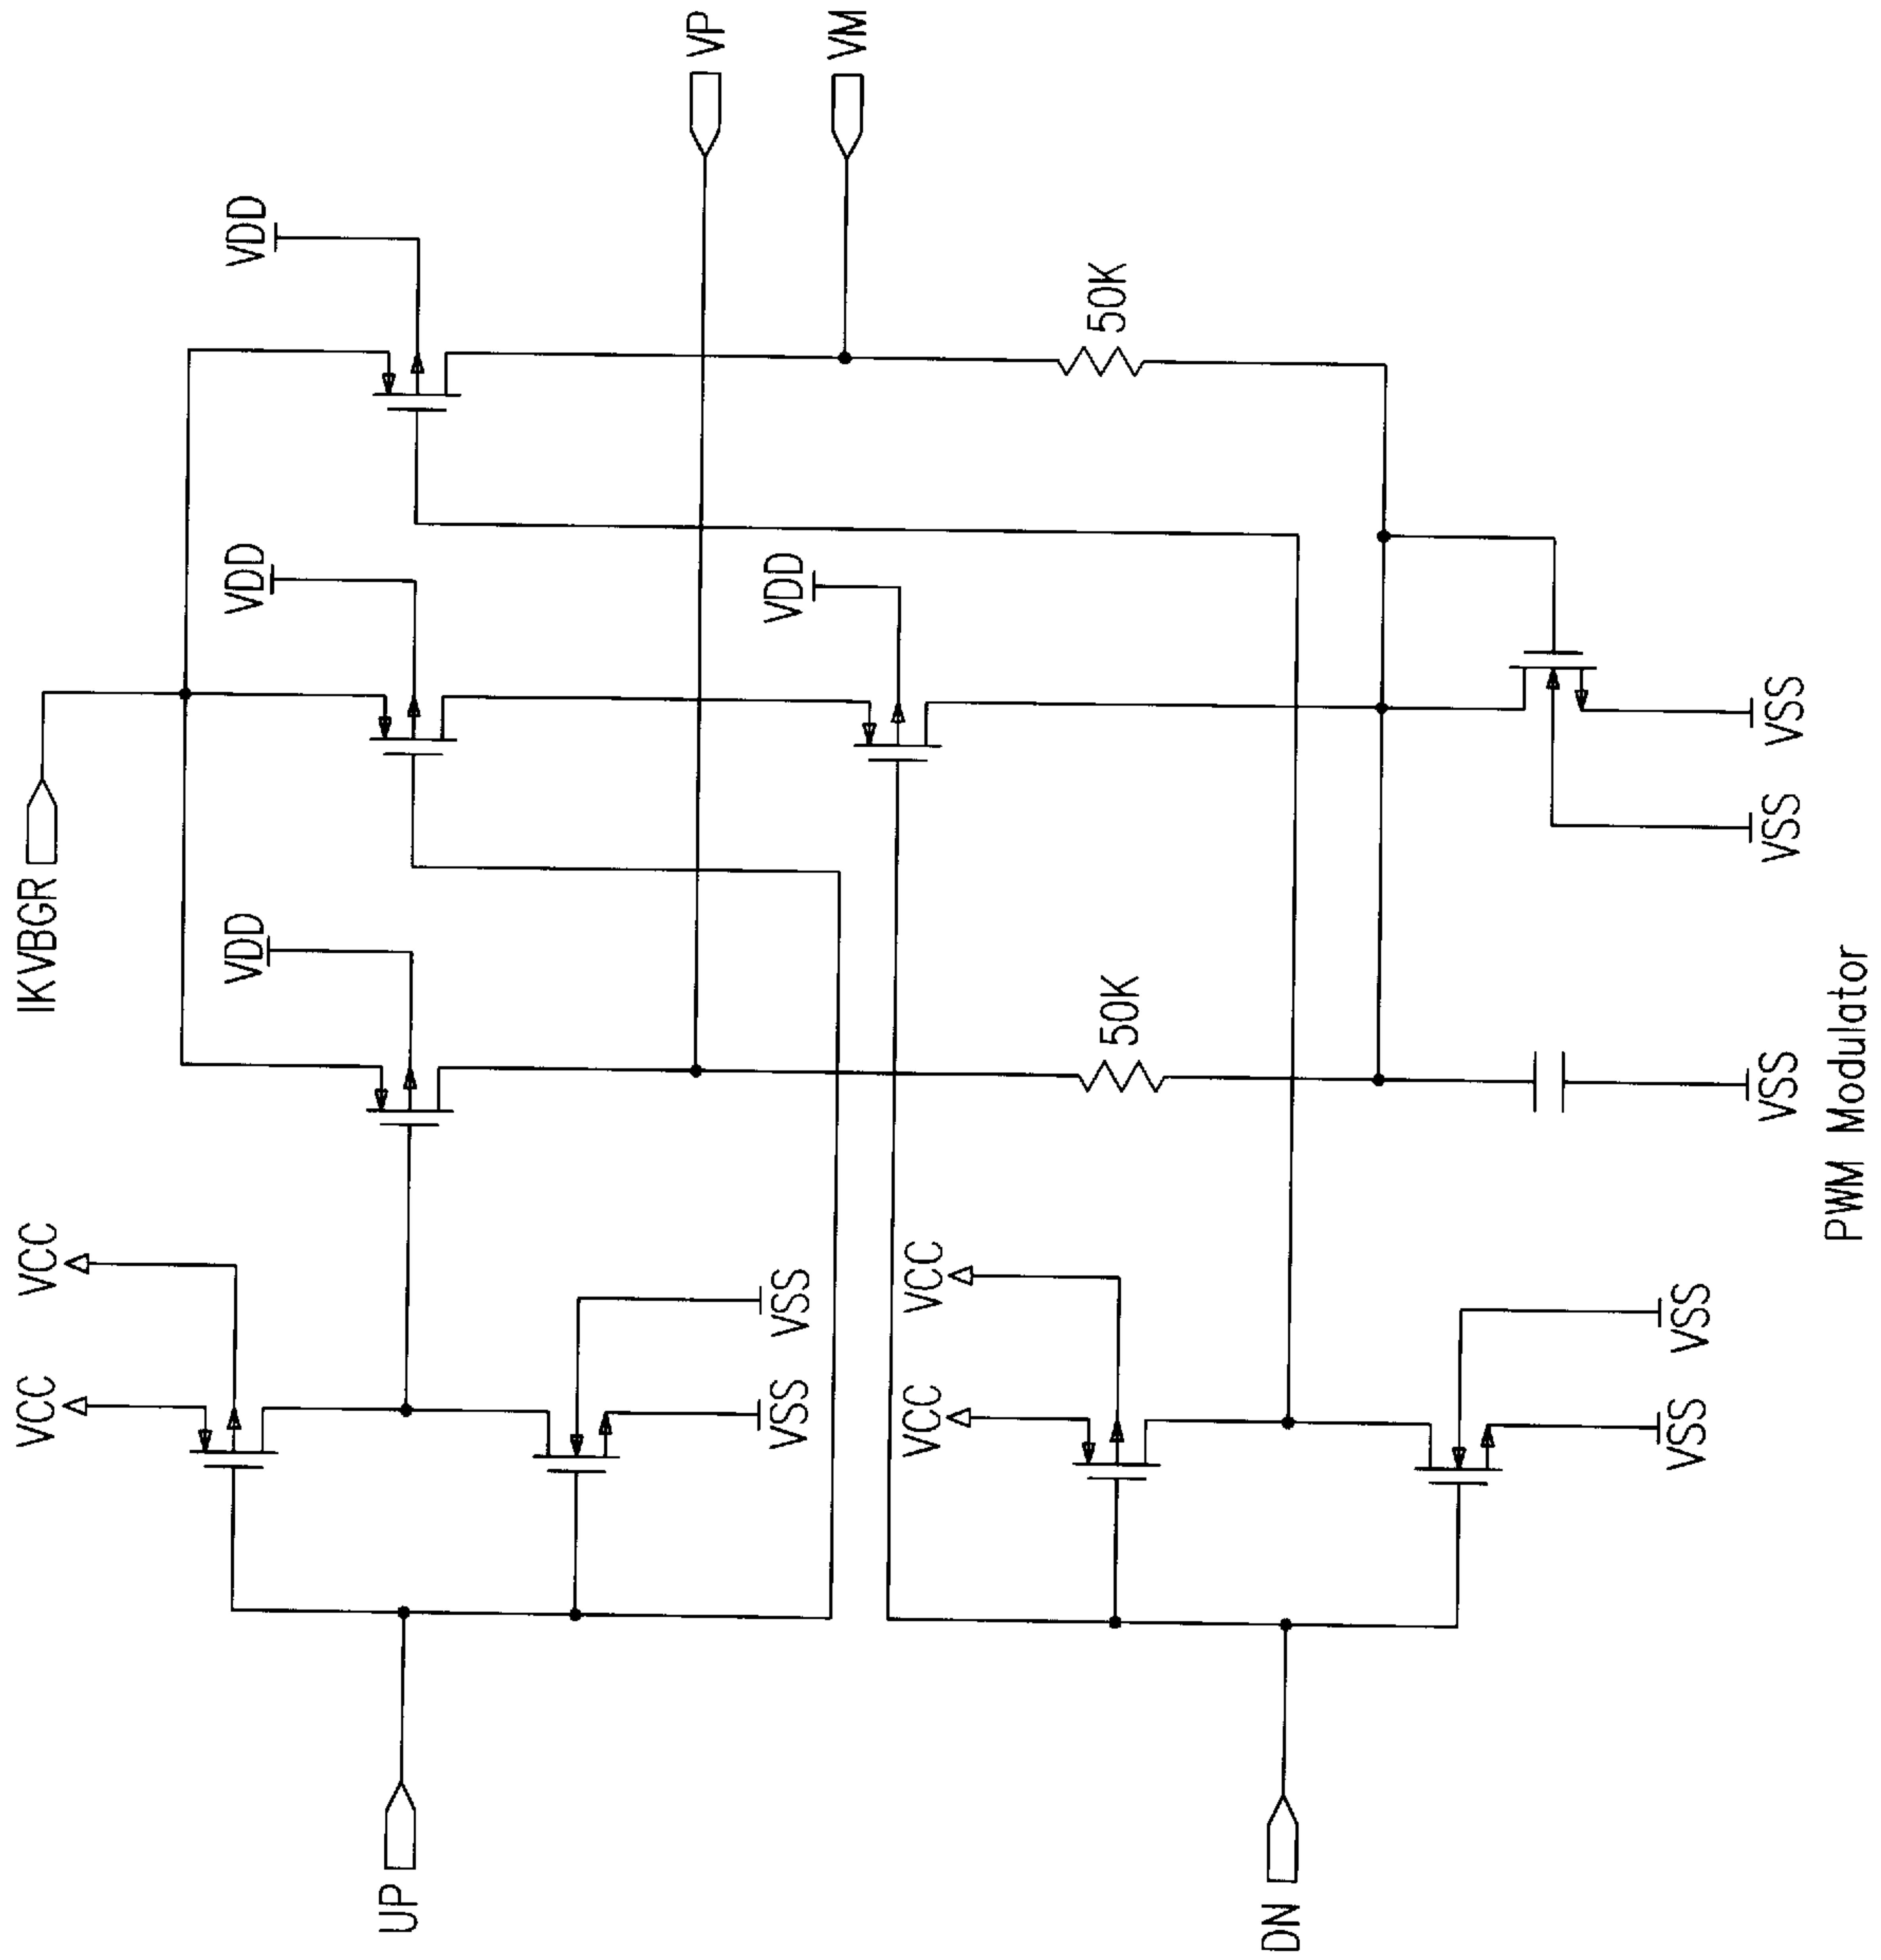 IKVBGR
VCC
VCC
VDD
VDD
VDD
UP
VSS
VSS
VDD
VP
VM
VCC
VCC
50K
50K
DN
VSS
VSS
VSS
VSS
VSS
PWM Modulator